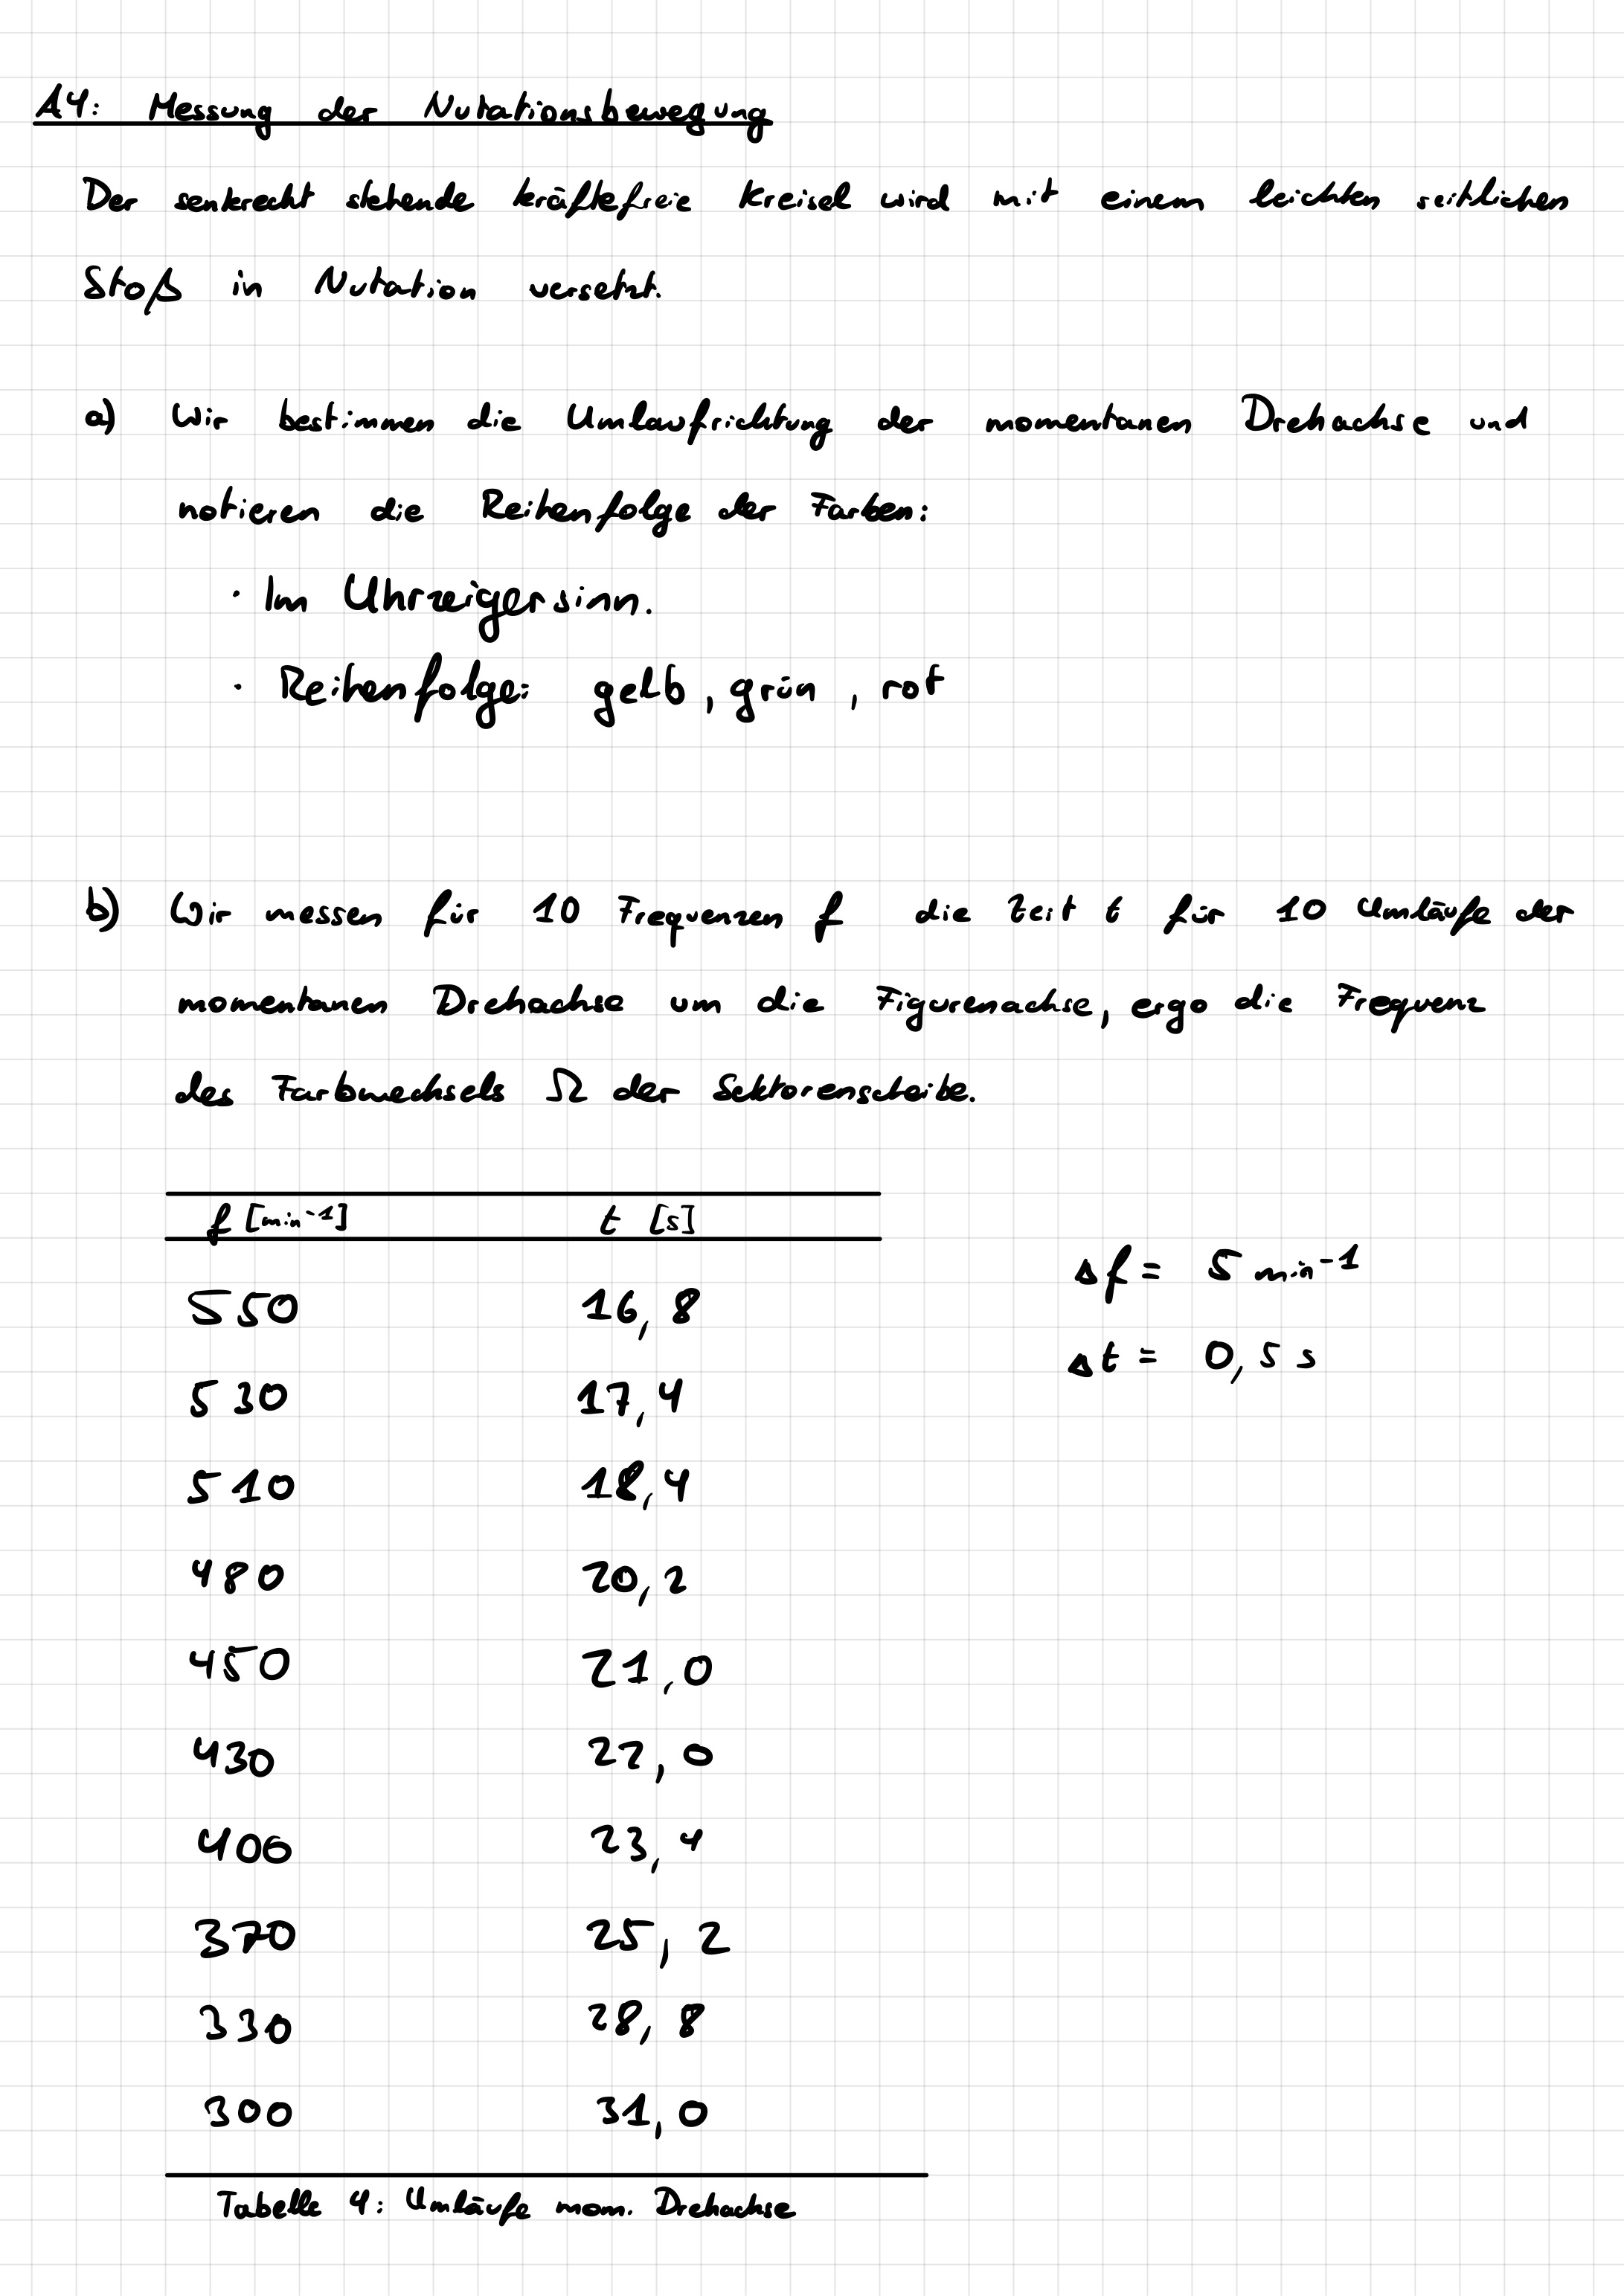 A4: Messung der Nutationsbewegung
Der senkrecht stehende kräftefreie Kreisel wird mit einem leichten seitlichen
Stoß in Nutation versetzt.
a) Wir bestimmen die Umlaufrichtung der momentanen Drehachse und
notieren die Reihenfolge der Farben:
· Im Uhrzeigersinn.
· Reihenfolge: gelb, grün, rot
b) Wir messen für 10 Frequenzen f die Zeit t für 10 Umläufe der
momentanen Drehachse um die Figurenachse, ergo die Frequenz
des Farbwechsels Ω der Sektorenscheibe.
f [min⁻¹] t [s]
Δf = 5 min⁻¹
550 16,8
Δt = 0,5 s
530 17,4
510 18,4
480 20,2
450 21,0
430 22,0
400 23,4
370 25,2
330 28,8
300 31,0
Tabelle 4: Umläufe mom. Drehachse